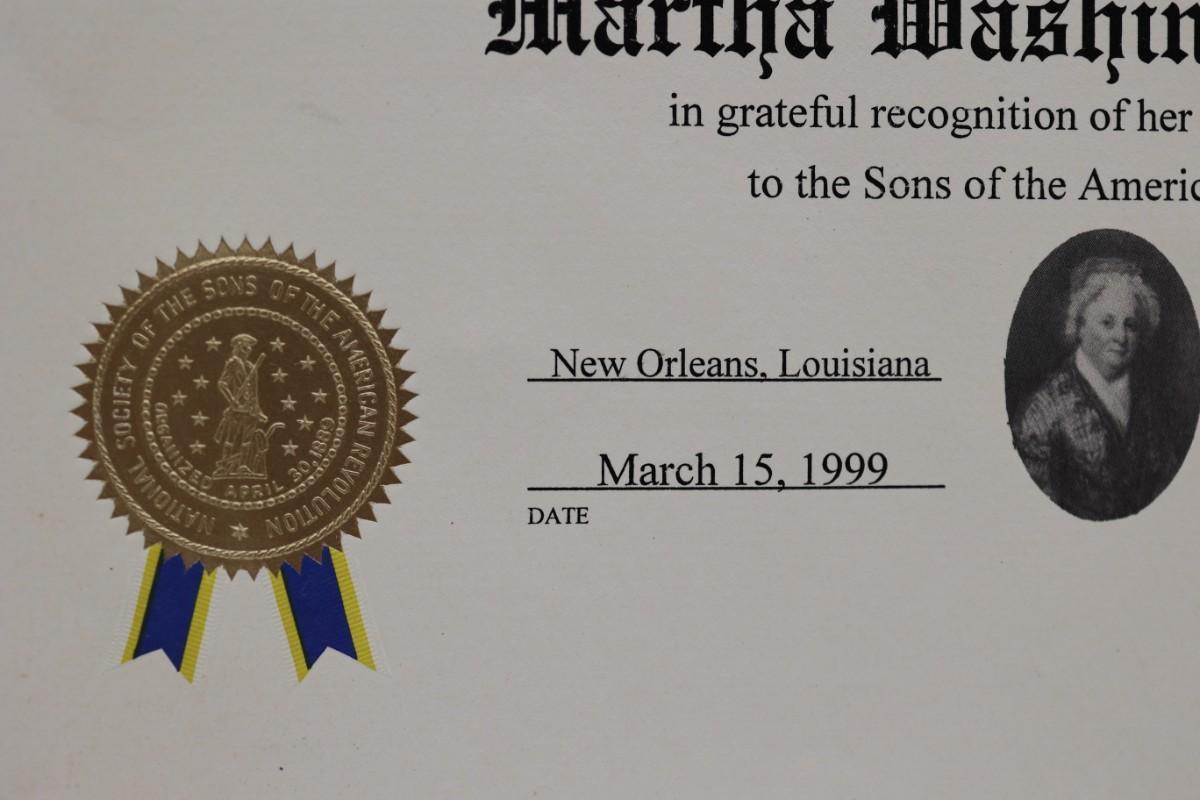 Martha Washin
in grateful recognition of her
to the Sons of the Americ
NATIONAL SOCIETY OF THE SONS OF THE AMERICAN REVOLUTION
ORGANIZED APRIL 30, 1889
New Orleans, Louisiana
March 15, 1999
DATE